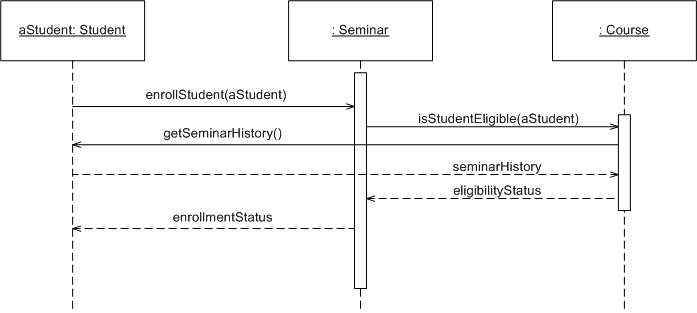 aStudent: Student
: Seminar
: Course
enrollStudent(aStudent)
isStudentEligible(aStudent)
getSeminarHistory()
seminarHistory
eligibilityStatus
enrollmentStatus